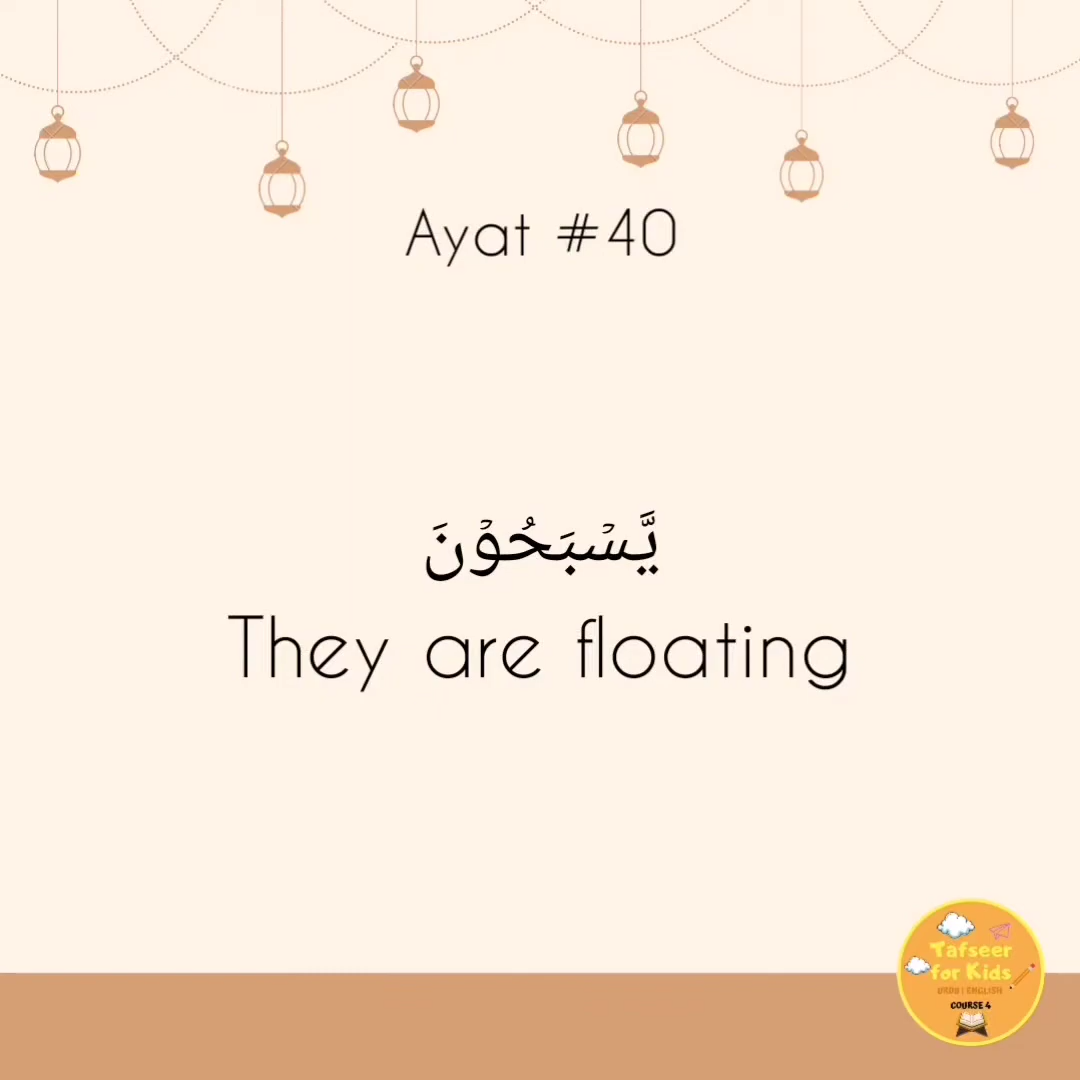 Ayat #40
يَّسْبَحُوْنَ
They are floating
Tafseer
for Kids
URDU | ENGLISH
COURSE 4